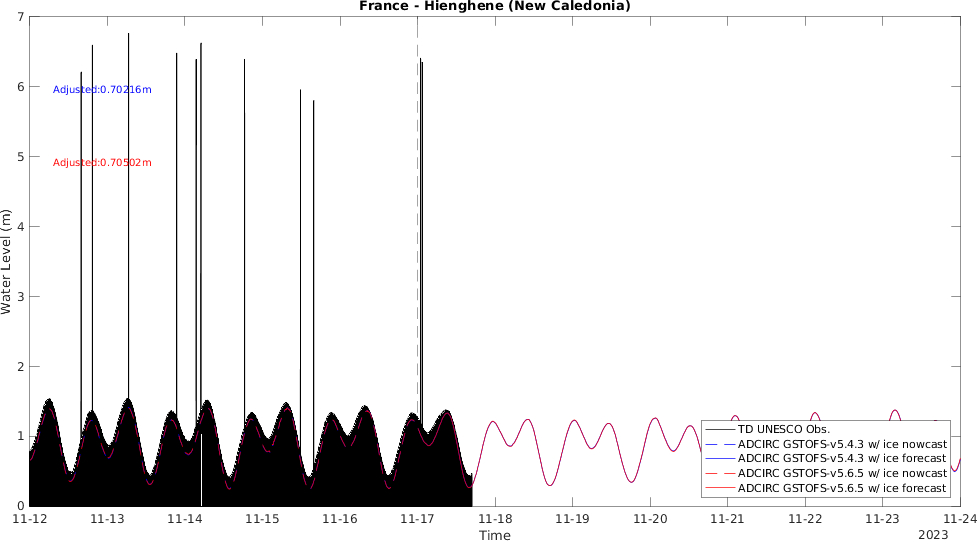 France - Hienghene (New Caledonia)
7
6
5
4
3
2
1
0
Water Level (m)
Adjusted:0.70216m
Adjusted:0.70502m
TD UNESCO Obs.
ADCIRC GSTOFS-v5.4.3 w/ ice nowcast
ADCIRC GSTOFS-v5.4.3 w/ ice forecast
ADCIRC GSTOFS-v5.6.5 w/ ice nowcast
ADCIRC GSTOFS-v5.6.5 w/ ice forecast
11-12 11-13 11-14 11-15 11-16 11-17 11-18 11-19 11-20 11-21 11-22 11-23 11-24
Time
2023